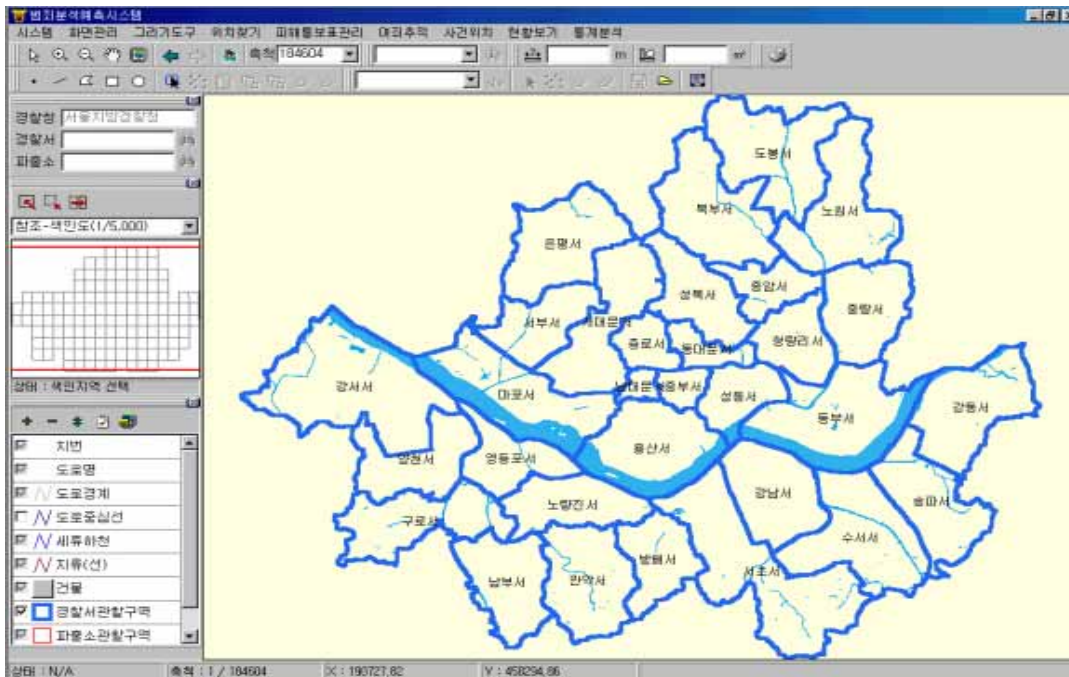 범죄분석예측시스템
시스템 화면관리 그리기도구 위치찾기 피해통보표관리 여죄추적 사건위치 현황보기 통계분석
축척 184604 m m²
경찰청 서울지방경찰청
경찰서
파출소
참조-색인도(1/5,000)
상태 : 색인지역 선택
지번
도로명
도로경계
도로중심선
세류하천
지류(선)
건물
경찰서관할구역
파출소관할구역
도봉서
북부서
노원서
은평서
종암서
성북서
중랑서
서부서
서대문서
청량리서
종로서
동대문서
강서서
마포서
남대문서
중부서
성동서
동부서
강동서
용산서
양천서
영등포서
강남서
송파서
노량진서
구로서
수서서
방배서
서초서
남부서
관악서
상태 : N/A 축척 : 1 / 184604 X : 190727.82 Y : 458294.86